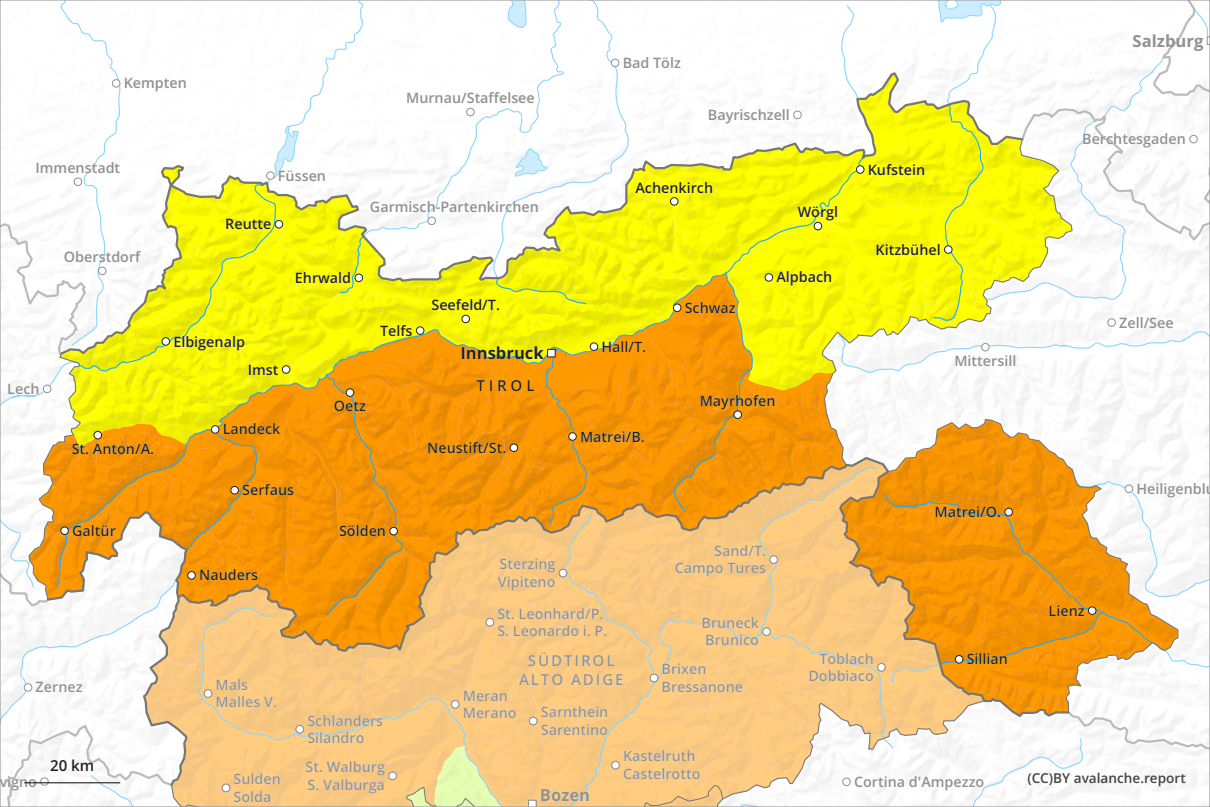 Salzburg
Bad Tölz
Kempten
Murnau/Staffelsee
Bayrischzell
Berchtesgaden
Immenstadt
Füssen
Kufstein
Achenkirch
Garmisch-Partenkirchen
Wörgl
Reutte
Kitzbühel
Oberstdorf
Ehrwald
Alpbach
Seefeld/T.
Schwaz
Zell/See
Telfs
Elbigenalp
Hall/T.
Innsbruck
Mittersill
Imst
TIROL
Lech
Oetz
Mayrhofen
Landeck
Matrei/B.
St. Anton/A.
Neustift/St.
Serfaus
Heiligenblu
Matrei/O.
Galtür
Sölden
Sand/T.
Campo Tures
Sterzing
Vipiteno
Nauders
Lienz
St. Leonhard/P.
S. Leonardo i. P.
Bruneck
Brunico
Sillian
SÜDTIROL
ALTO ADIGE
Toblach
Dobbiaco
Brixen
Bressanone
Zernez
Mals
Malles V.
Meran
Merano
Sarnthein
Sarentino
Schlanders
Silandro
Kastelruth
Castelrotto
St. Walburg
S. Valburga
20 km
vigno
Sulden
Solda
Cortina d'Ampezzo
(CC)BY avalanche.report
Bozen